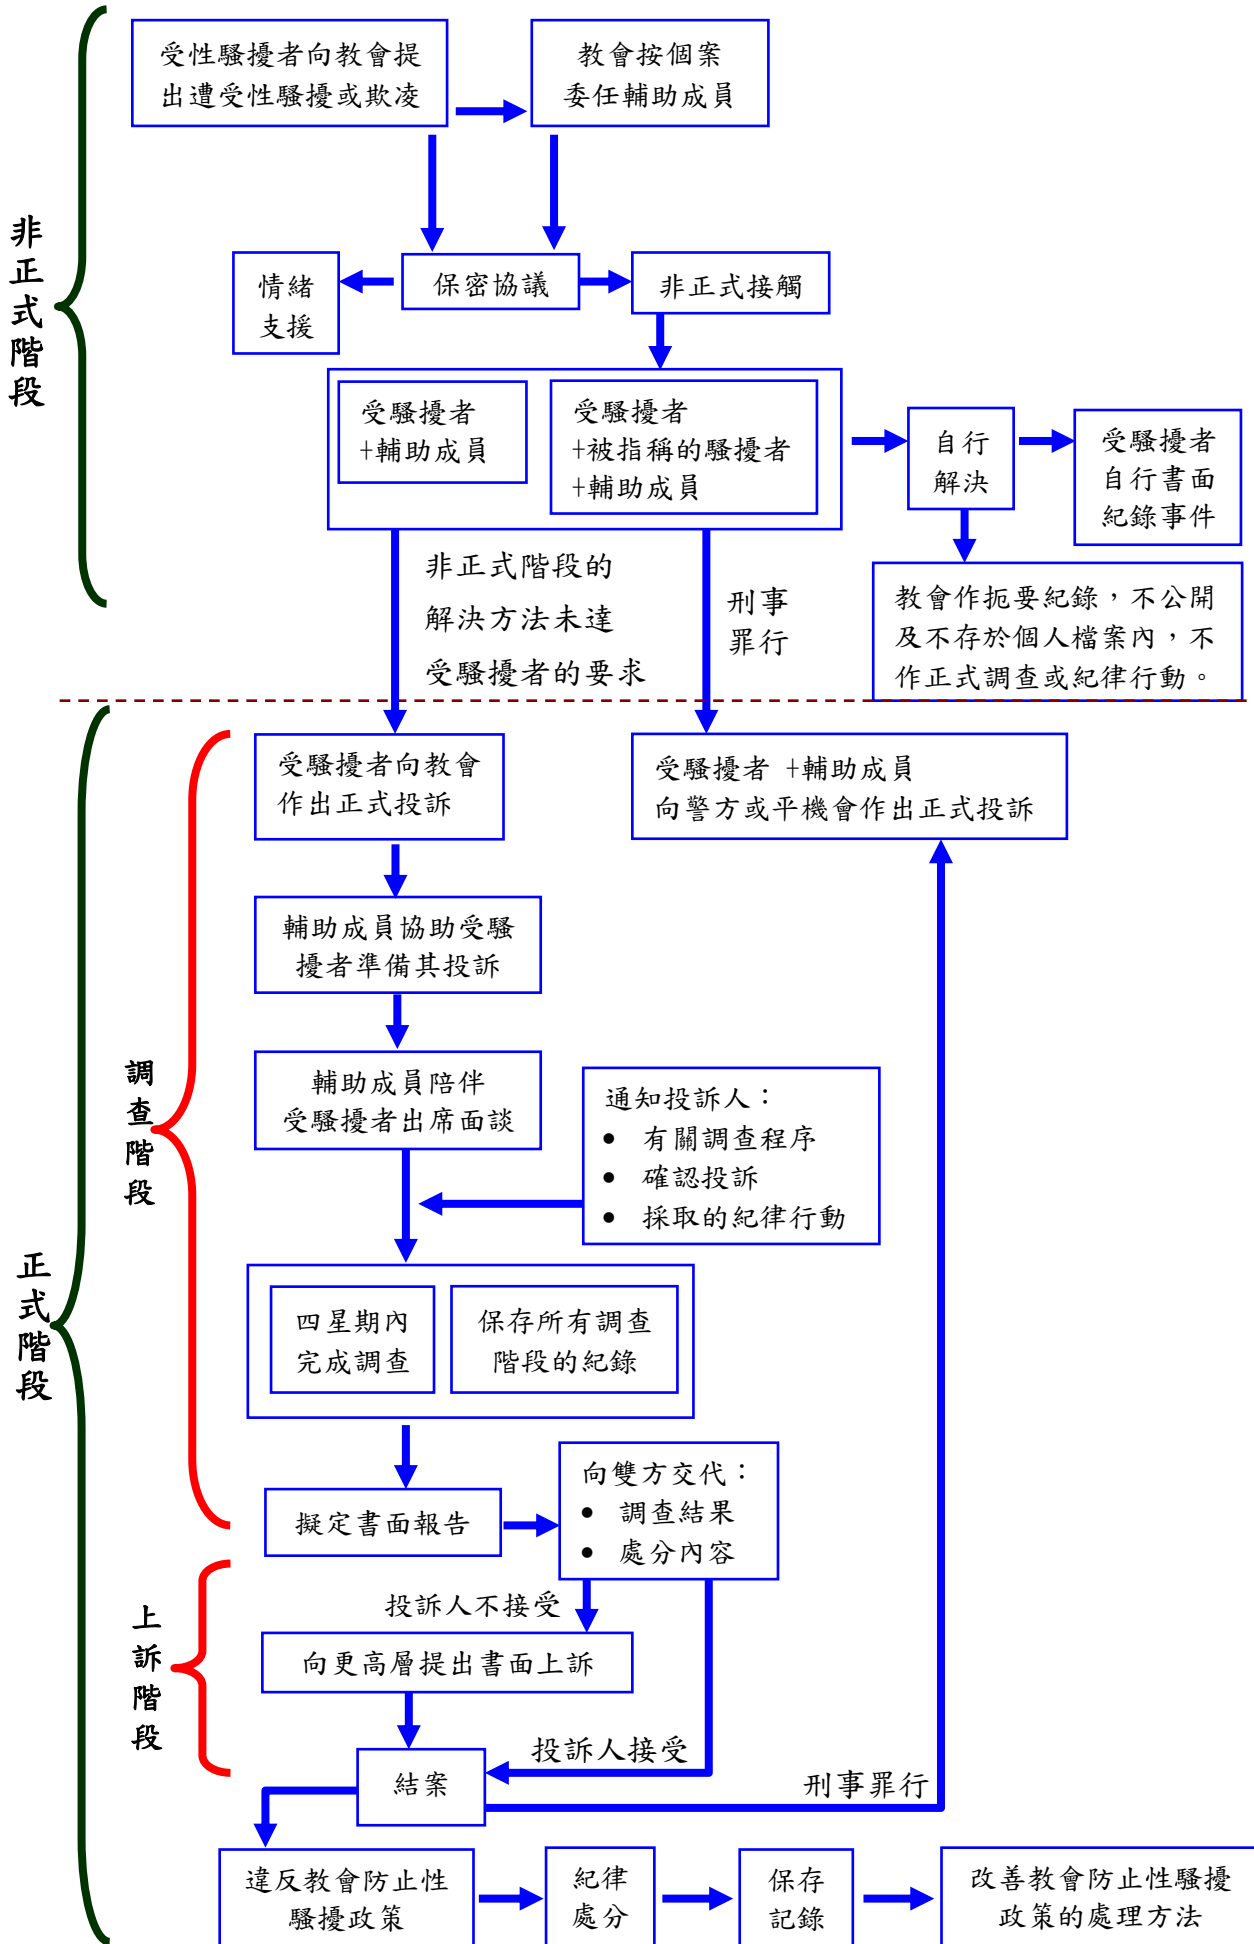 非正式階段
受性騷擾者向教會提
出遭受性騷擾或欺凌
教會按個案
委任輔助成員
情緒
支援
保密協議
非正式接觸
受騷擾者
+輔助成員
受騷擾者
+被指稱的騷擾者
+輔助成員
自行
解決
受騷擾者
自行書面
紀錄事件
非正式階段的
解決方法未達
受騷擾者的要求
刑事
罪行
教會作扼要紀錄，不公開
及不存於個人檔案內，不
作正式調查或紀律行動。
正式階段
調查階段
受騷擾者向教會
作出正式投訴
受騷擾者 +輔助成員
向警方或平機會作出正式投訴
輔助成員協助受騷
擾者準備其投訴
輔助成員陪伴
受騷擾者出席面談
通知投訴人：
• 有關調查程序
• 確認投訴
• 採取的紀律行動
四星期內
完成調查
保存所有調查
階段的紀錄
擬定書面報告
向雙方交代：
• 調查結果
• 處分內容
上訴階段
投訴人不接受
向更高層提出書面上訴
投訴人接受
結案
刑事罪行
違反教會防止性
騷擾政策
紀律
處分
保存
記錄
改善教會防止性騷擾
政策的處理方法